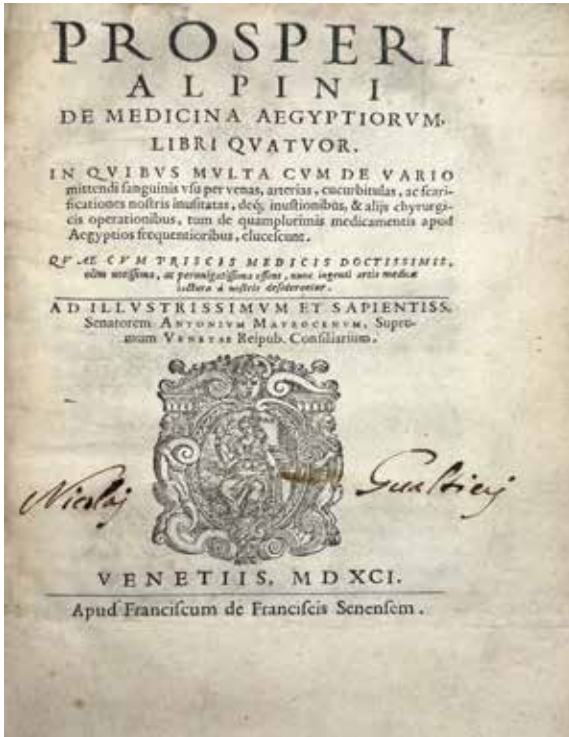 PROSPERI
ALPINI
DE MEDICINA AEGYPTIORVM,
LIBRI QVATVOR.
IN QVIBVS MVLTA CVM DE VARIO
mittendi ſanguinis vſu per venas, arterias, cucurbitulas, ac ſcari-
ficationes noſtris inuſitatas, deq́; inuſtionibus, & alijs chyrurgi-
cis operationibus, tum de quamplurimis medicamentis apud
Aegyptios frequentioribus, eluceſcunt.
QVAE CVM PRISCIS MEDICIS DOCTISSIMIS,
olim notiſſima, ac peruulgatiſſima eſſent, nunc ingenti artis medicæ
iactura à noſtris deſiderantur.
AD ILLVSTRISSIMVM ET SAPIENTISS.
Senatorem ANTONIVM MAVROCENVM, Supre-
mum VENETAE Reipub. Conſiliarium.
Nicolaj Gualtierj
VENETIIS, MDXCI.
Apud Franciſcum de Franciſcis Senenſem.